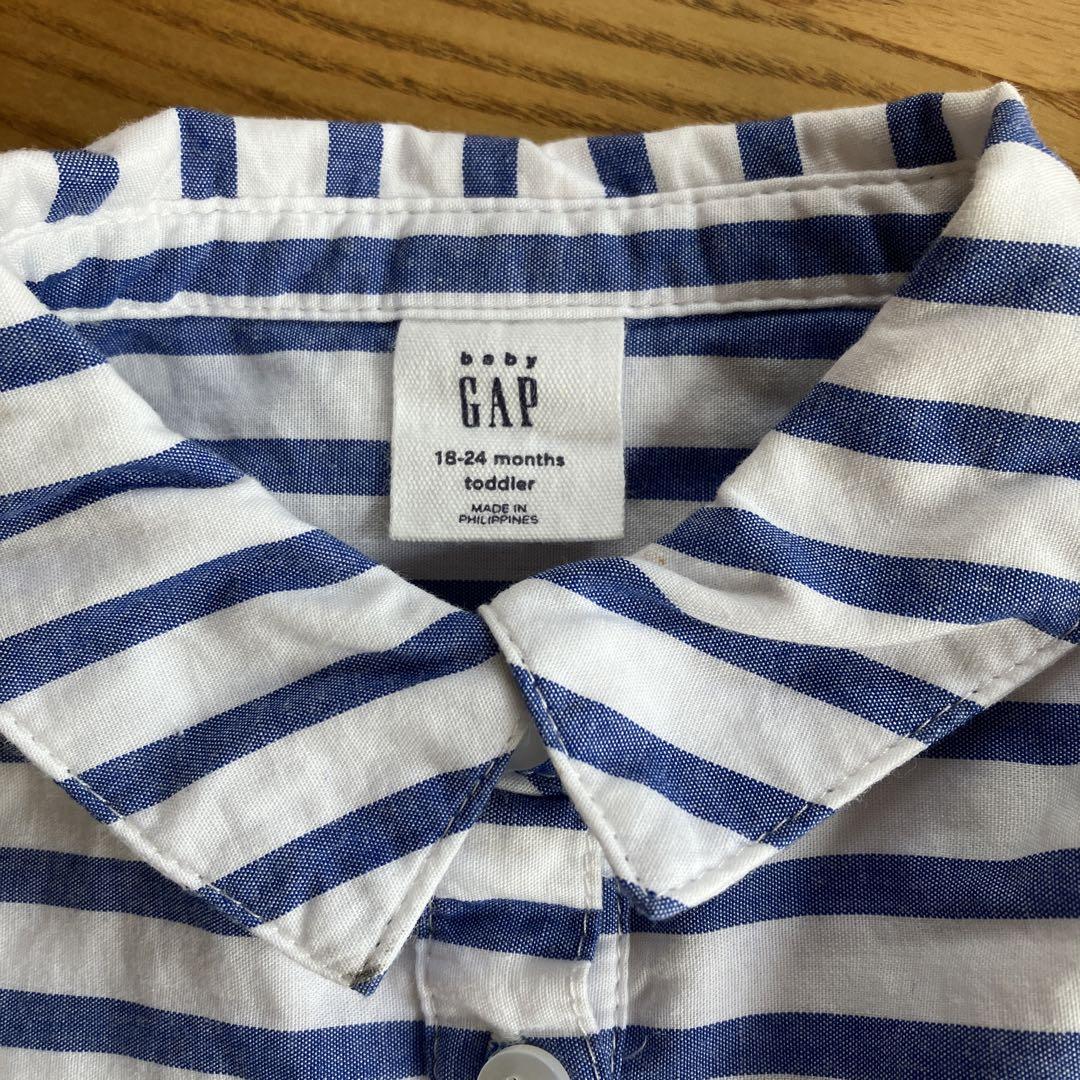 baby
GAP
18-24 months
toddler
MADE IN
PHILIPPINES